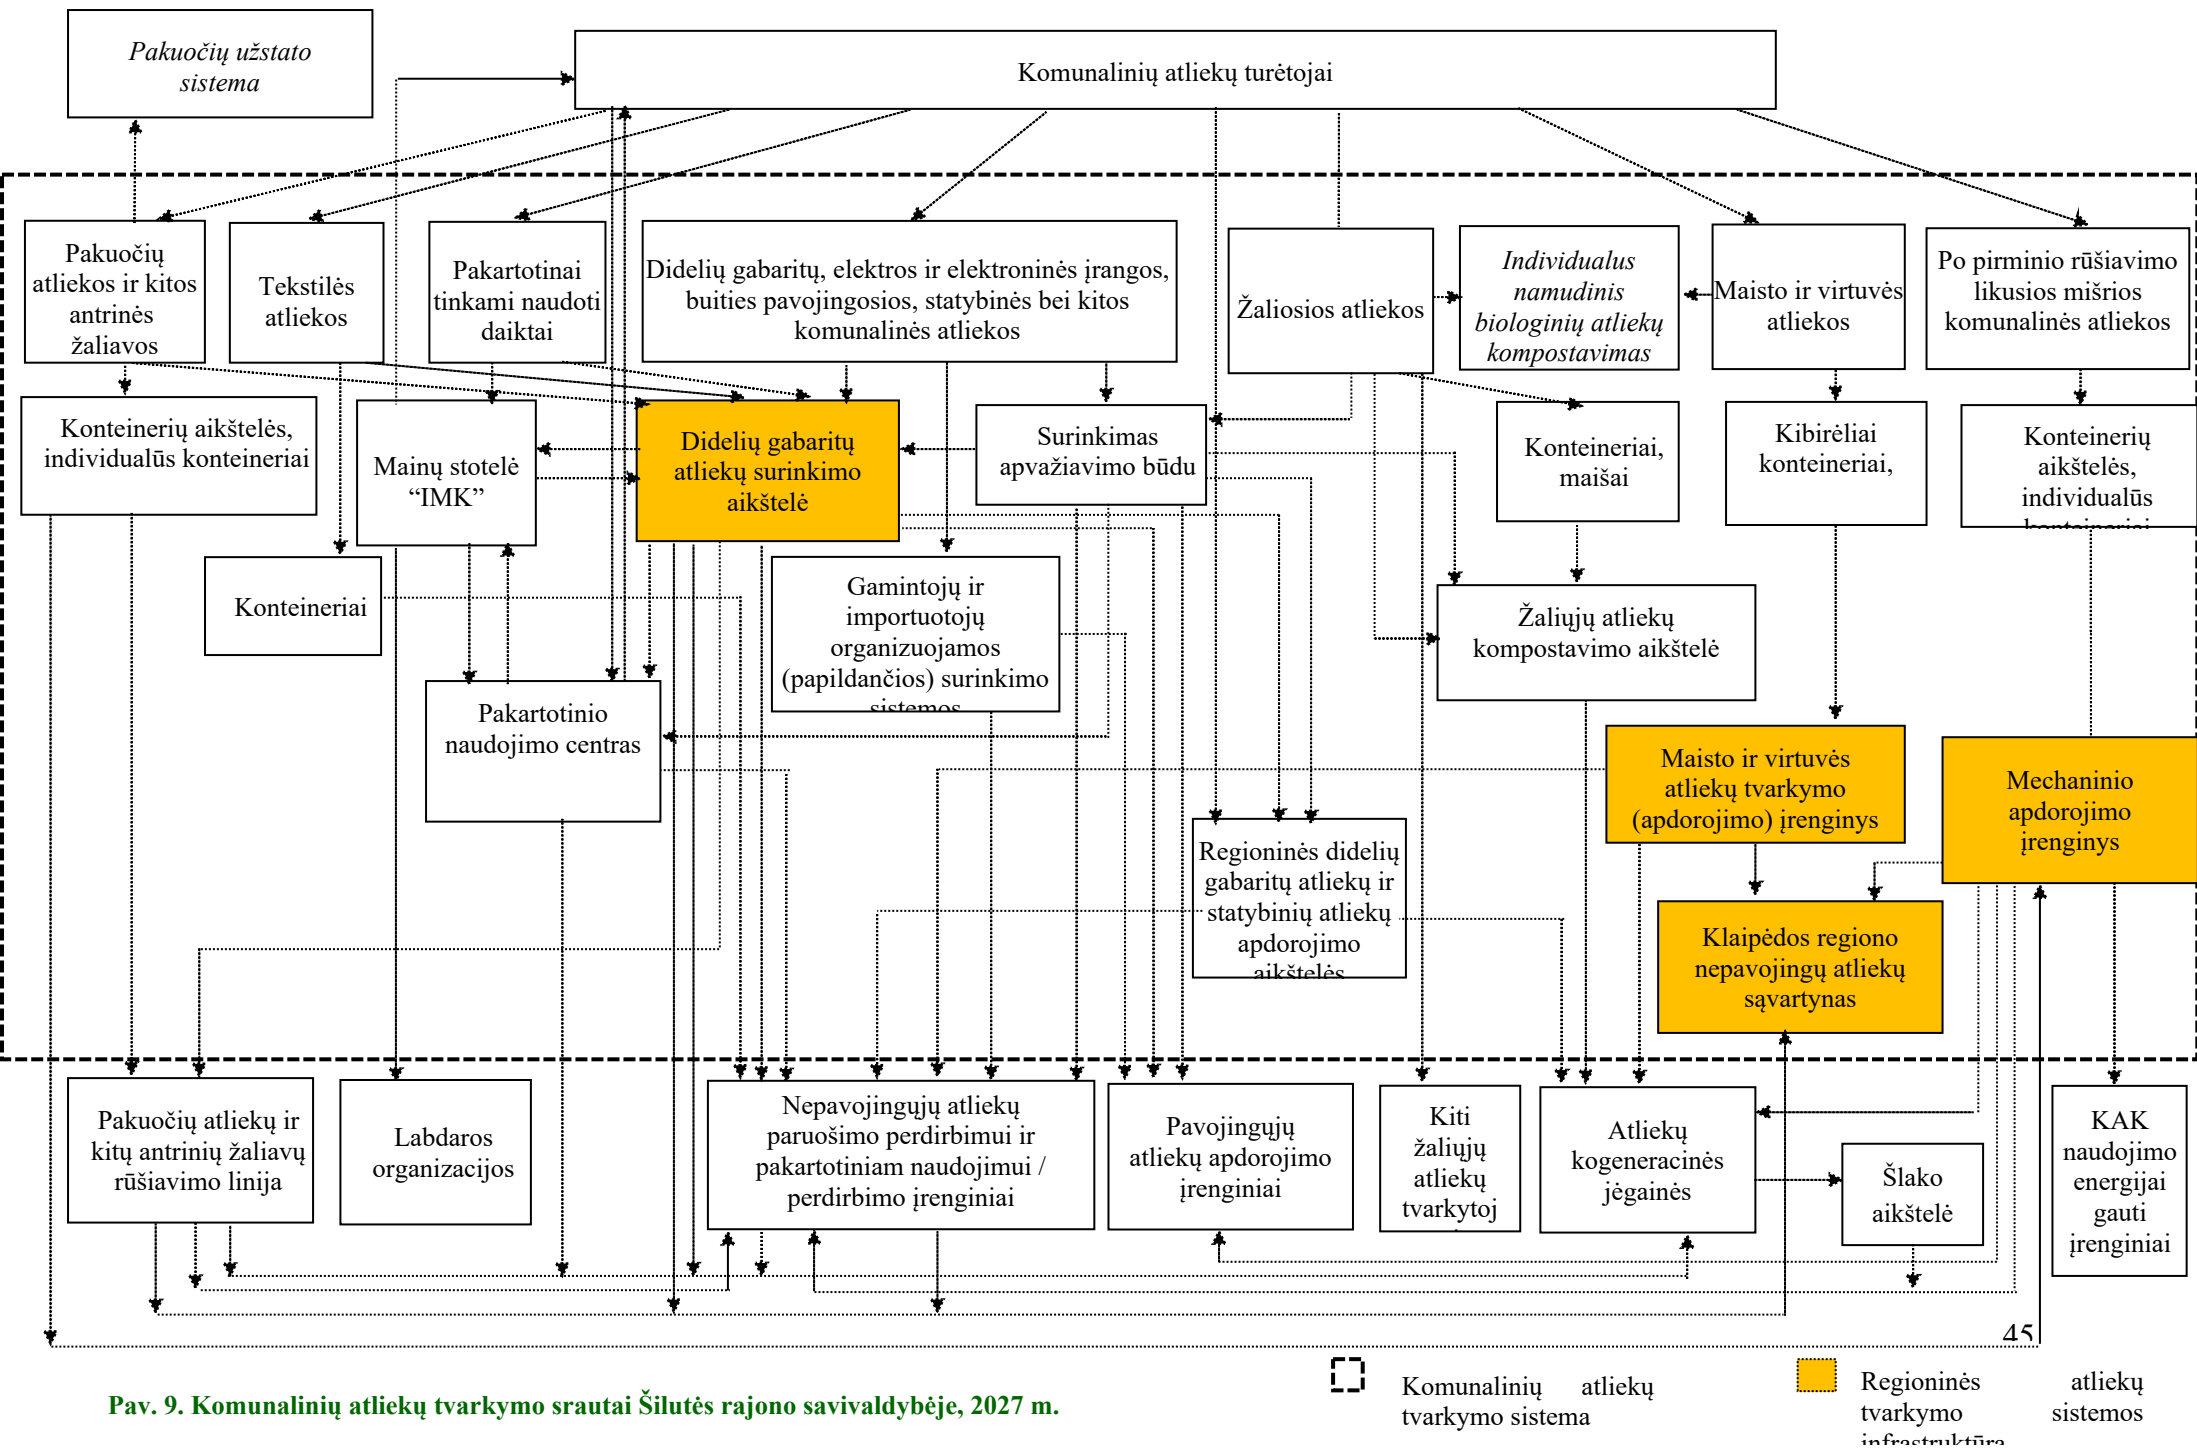 Pakuočių užstato
sistema
Komunalinių atliekų turėtojai
Pakuočių
atliekos ir kitos
antrinės
žaliavos
Tekstilės
atliekos
Pakartotinai
tinkami naudoti
daiktai
Didelių gabaritų, elektros ir elektroninės įrangos,
buities pavojingosios, statybinės bei kitos
komunalinės atliekos
Žaliosios atliekos
Individualus
namudinis
biologinių atliekų
kompostavimas
Maisto ir virtuvės
atliekos
Po pirminio rūšiavimo
likusios mišrios
komunalinės atliekos
Konteinerių aikštelės,
individualūs konteineriai
Mainų stotelė
“IMK”
Didelių gabaritų
atliekų surinkimo
aikštelė
Surinkimas
apvažiavimo būdu
Konteineriai,
maišai
Kibirėliai
konteineriai,
Konteinerių
aikštelės,
individualūs
konteineriai
Konteineriai
Gamintojų ir
importuotojų
organizuojamos
(papildančios) surinkimo
sistemos
Žaliųjų atliekų
kompostavimo aikštelė
Pakartotinio
naudojimo centras
Maisto ir virtuvės
atliekų tvarkymo
(apdorojimo) įrenginys
Mechaninio
apdorojimo
įrenginys
Regioninės didelių
gabaritų atliekų ir
statybinių atliekų
apdorojimo
aikštelės
Klaipėdos regiono
nepavojingų atliekų
sąvartynas
Pakuočių atliekų ir
kitų antrinių žaliavų
rūšiavimo linija
Labdaros
organizacijos
Nepavojingųjų atliekų
paruošimo perdirbimui ir
pakartotiniam naudojimui /
perdirbimo įrenginiai
Pavojingųjų
atliekų apdorojimo
įrenginiai
Kiti
žaliųjų
atliekų
tvarkytoj
Atliekų
kogeneracinės
jėgainės
Šlako
aikštelė
KAK
naudojimo
energijai
gauti
įrenginiai
45
Pav. 9. Komunalinių atliekų tvarkymo srautai Šilutės rajono savivaldybėje, 2027 m.
Komunalinių atliekų
tvarkymo sistema
Regioninės atliekų
tvarkymo sistemos
infrastruktūra